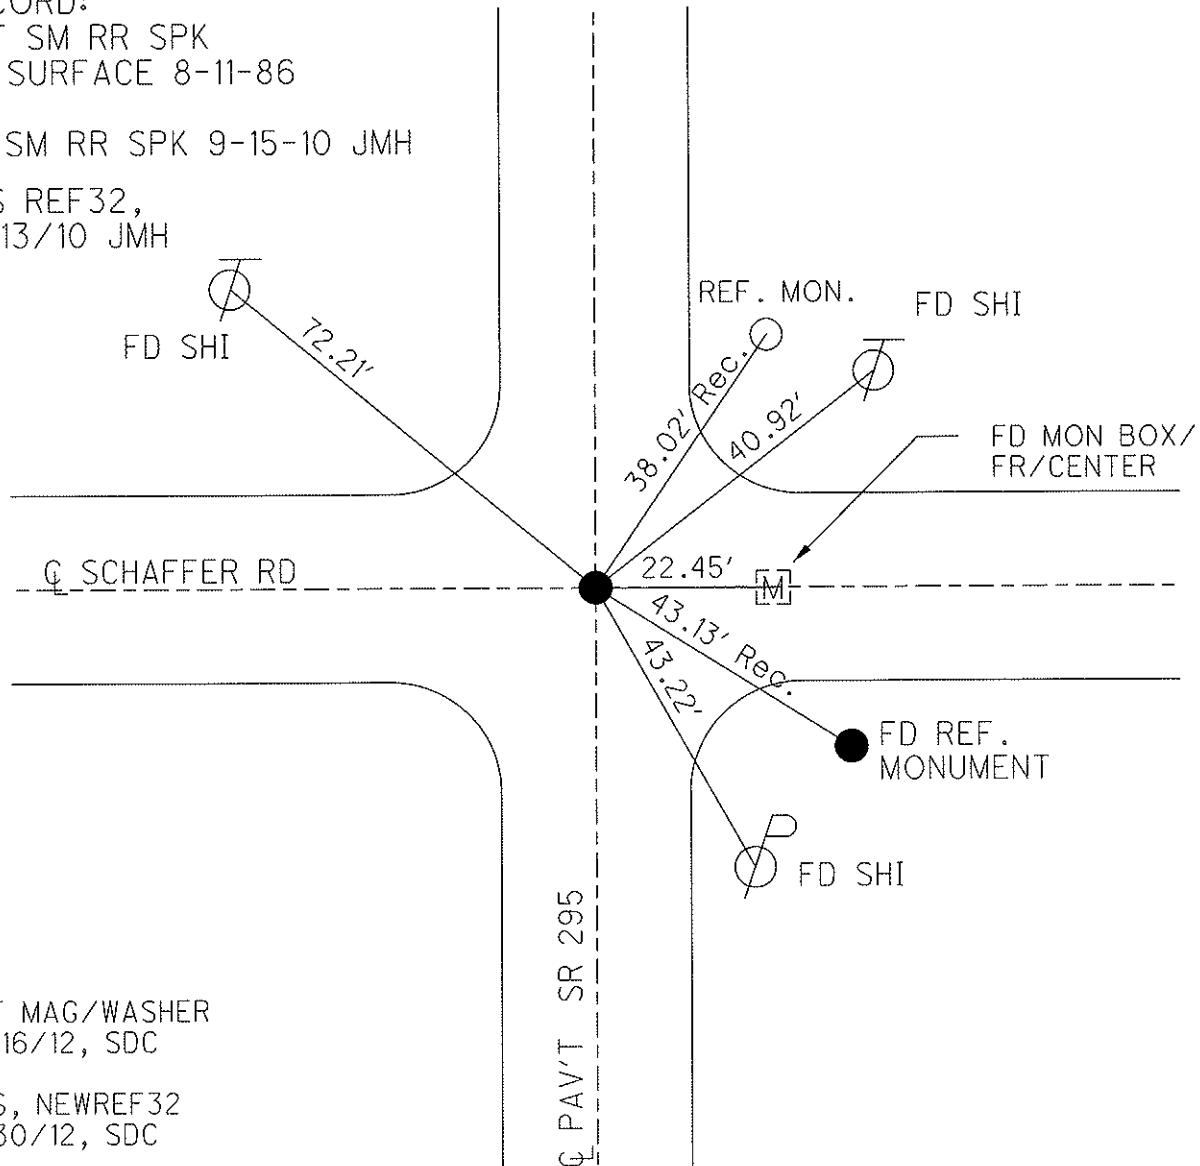 CORD:
T SM RR SPK
SURFACE 8-11-86
SM RR SPK 9-15-10 JMH
S REF32,
13/10 JMH
FD SHI
72.21'
REF. MON.
FD SHI
38.02' Rec.
40.92'
FD MON BOX/
FR/CENTER
℄ SCHAFFER RD
22.45'
M
43.13' Rec.
43.22'
FD REF.
MONUMENT
FD SHI
℄ PAV'T SR 295
T MAG/WASHER
16/12, SDC
S, NEWREF32
30/12, SDC